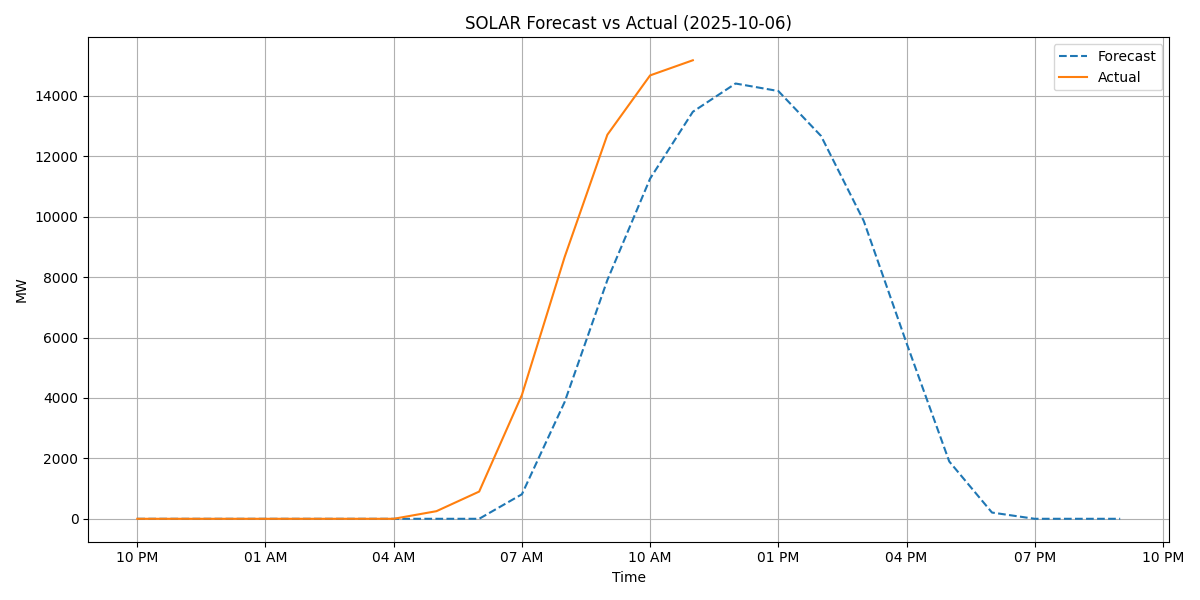 SOLAR Forecast vs Actual (2025-10-06)
Forecast
Actual
MW
14000
12000
10000
8000
6000
4000
2000
0
10 PM 01 AM 04 AM 07 AM 10 AM 01 PM 04 PM 07 PM 10 PM
Time